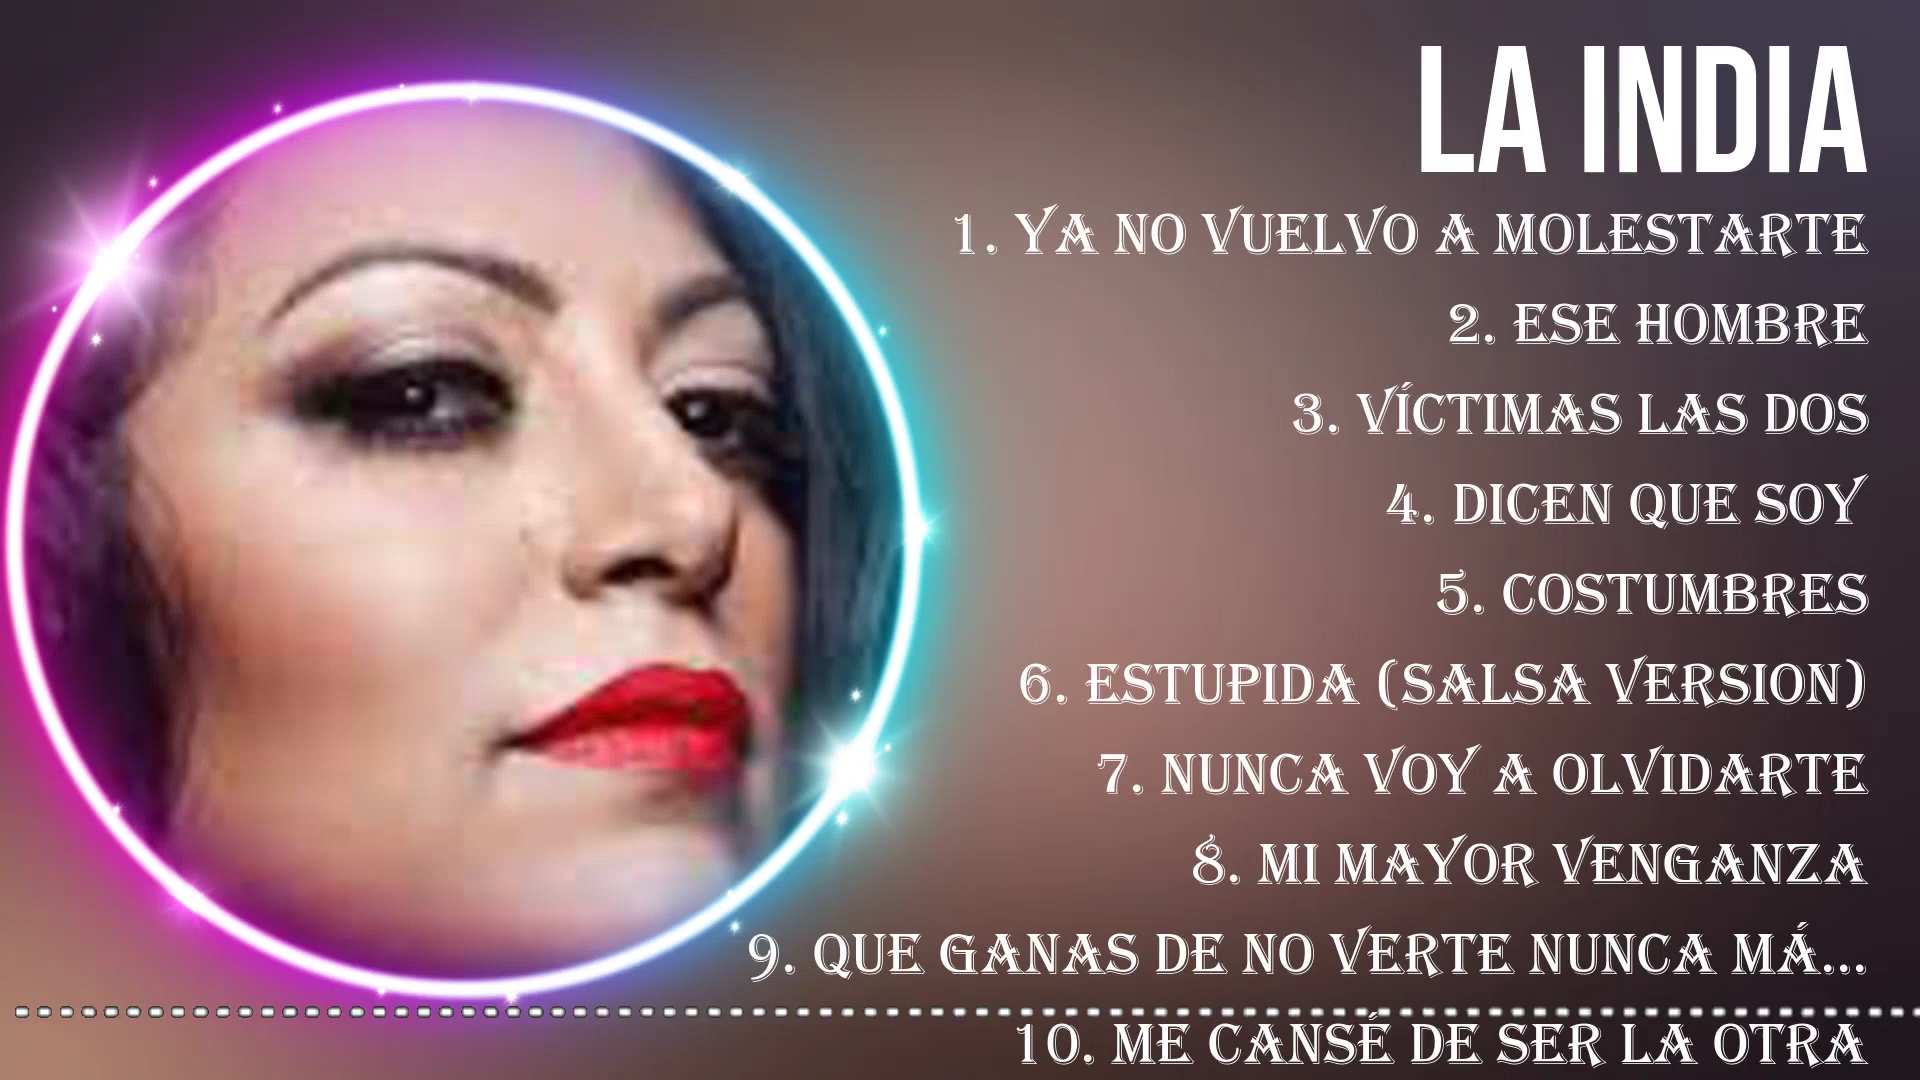 LA INDIA
1. YA NO VUELVO A MOLESTARTE
2. ESE HOMBRE
3. VÍCTIMAS LAS DOS
4. DICEN QUE SOY
5. COSTUMBRES
6. ESTUPIDA (SALSA VERSION)
7. NUNCA VOY A OLVIDARTE
8. MI MAYOR VENGANZA
9. QUE GANAS DE NO VERTE NUNCA MÁ...
10. ME CANSÉ DE SER LA OTRA